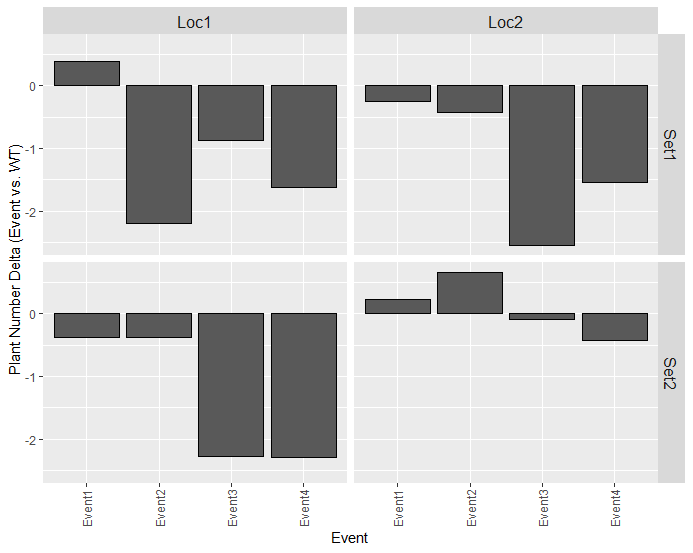 Loc1
Loc2
Plant Number Delta (Event vs. WT)
0
-1
-2
Set1
0
-1
-2
Set2
Event1
Event2
Event3
Event4
Event1
Event2
Event3
Event4
Event